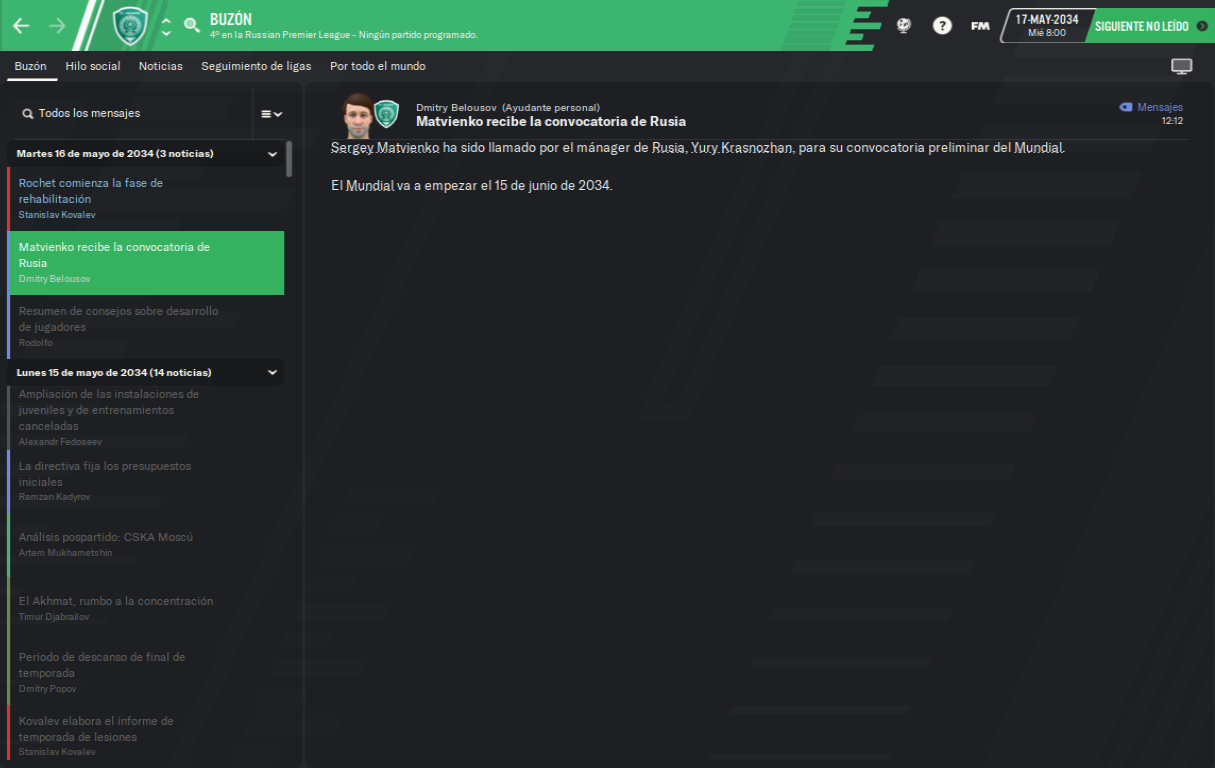 BUZÓN
4º en la Russian Premier League - Ningún partido programado.
FM
17-MAY-2034
Mié 8:00
SIGUIENTE NO LEÍDO
Buzón
Hilo social
Noticias
Seguimiento de ligas
Por todo el mundo
Todos los mensajes
Martes 16 de mayo de 2034 (3 noticias)
Rochet comienza la fase de
rehabilitación
Stanislav Kovalev
Matvienko recibe la convocatoria de
Rusia
Dmitry Belousov
Resumen de consejos sobre desarrollo
de jugadores
Rodolfo
Lunes 15 de mayo de 2034 (14 noticias)
Ampliación de las instalaciones de
juveniles y de entrenamientos
canceladas
Alexandr Fedoseev
La directiva fija los presupuestos
iniciales
Ramzan Kadyrov
Análisis pospartido: CSKA Moscú
Artem Mukhametshin
El Akhmat, rumbo a la concentración
Timur Djabrailov
Periodo de descanso de final de
temporada
Dmitry Popov
Kovalev elabora el informe de
temporada de lesiones
Stanislav Kovalev
Dmitry Belousov (Ayudante personal)
Matvienko recibe la convocatoria de Rusia
Mensajes
12:12
Sergey Matvienko ha sido llamado por el mánager de Rusia, Yury Krasnozhan, para su convocatoria preliminar del Mundial.
El Mundial va a empezar el 15 de junio de 2034.